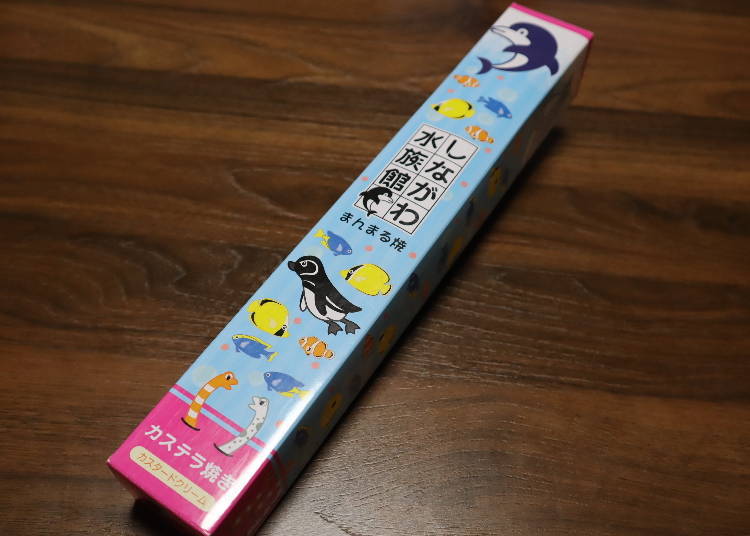 しながわ
水族館
まんまる焼
カステラ焼き
カスタードクリーム